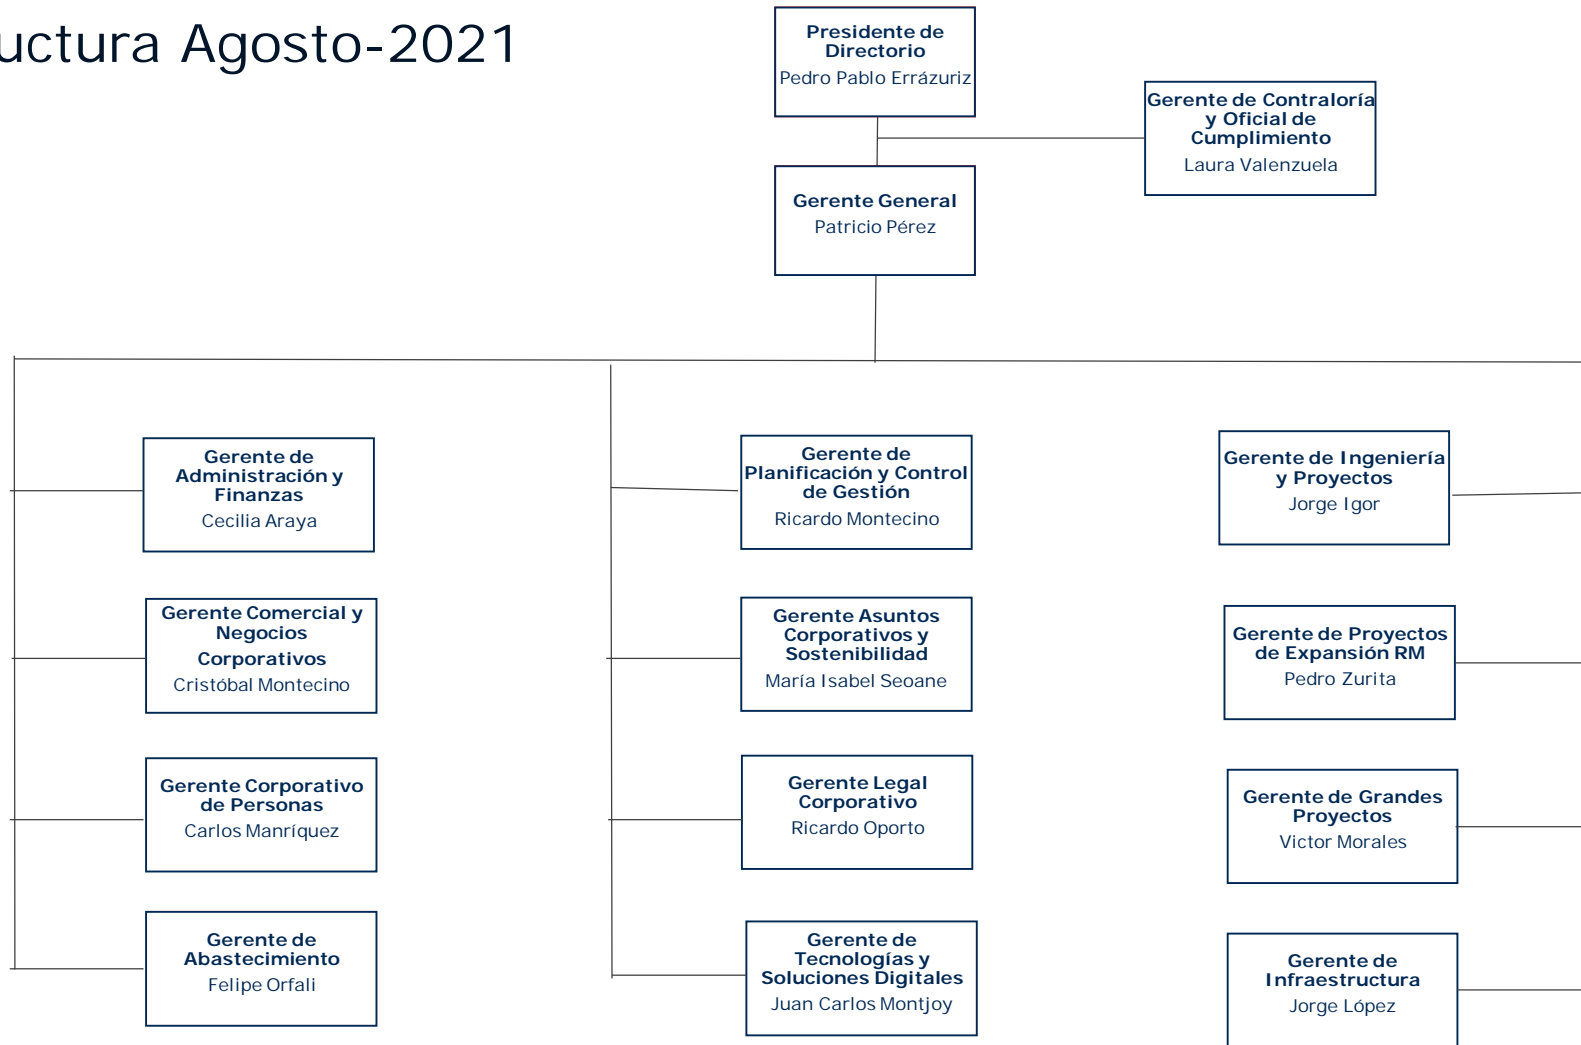 uctura Agosto-2021
Presidente de
Directorio
Pedro Pablo Errázuriz
Gerente de Contraloría
y Oficial de
Cumplimiento
Laura Valenzuela
Gerente General
Patricio Pérez
Gerente de
Administración y
Finanzas
Cecilia Araya
Gerente de
Planificación y Control
de Gestión
Ricardo Montecino
Gerente de Ingeniería
y Proyectos
Jorge Igor
Gerente Comercial y
Negocios
Corporativos
Cristóbal Montecino
Gerente Asuntos
Corporativos y
Sostenibilidad
María Isabel Seoane
Gerente de Proyectos
de Expansión RM
Pedro Zurita
Gerente Corporativo
de Personas
Carlos Manríquez
Gerente Legal
Corporativo
Ricardo Oporto
Gerente de Grandes
Proyectos
Victor Morales
Gerente de
Abastecimiento
Felipe Orfali
Gerente de
Tecnologías y
Soluciones Digitales
Juan Carlos Montjoy
Gerente de
Infraestructura
Jorge López